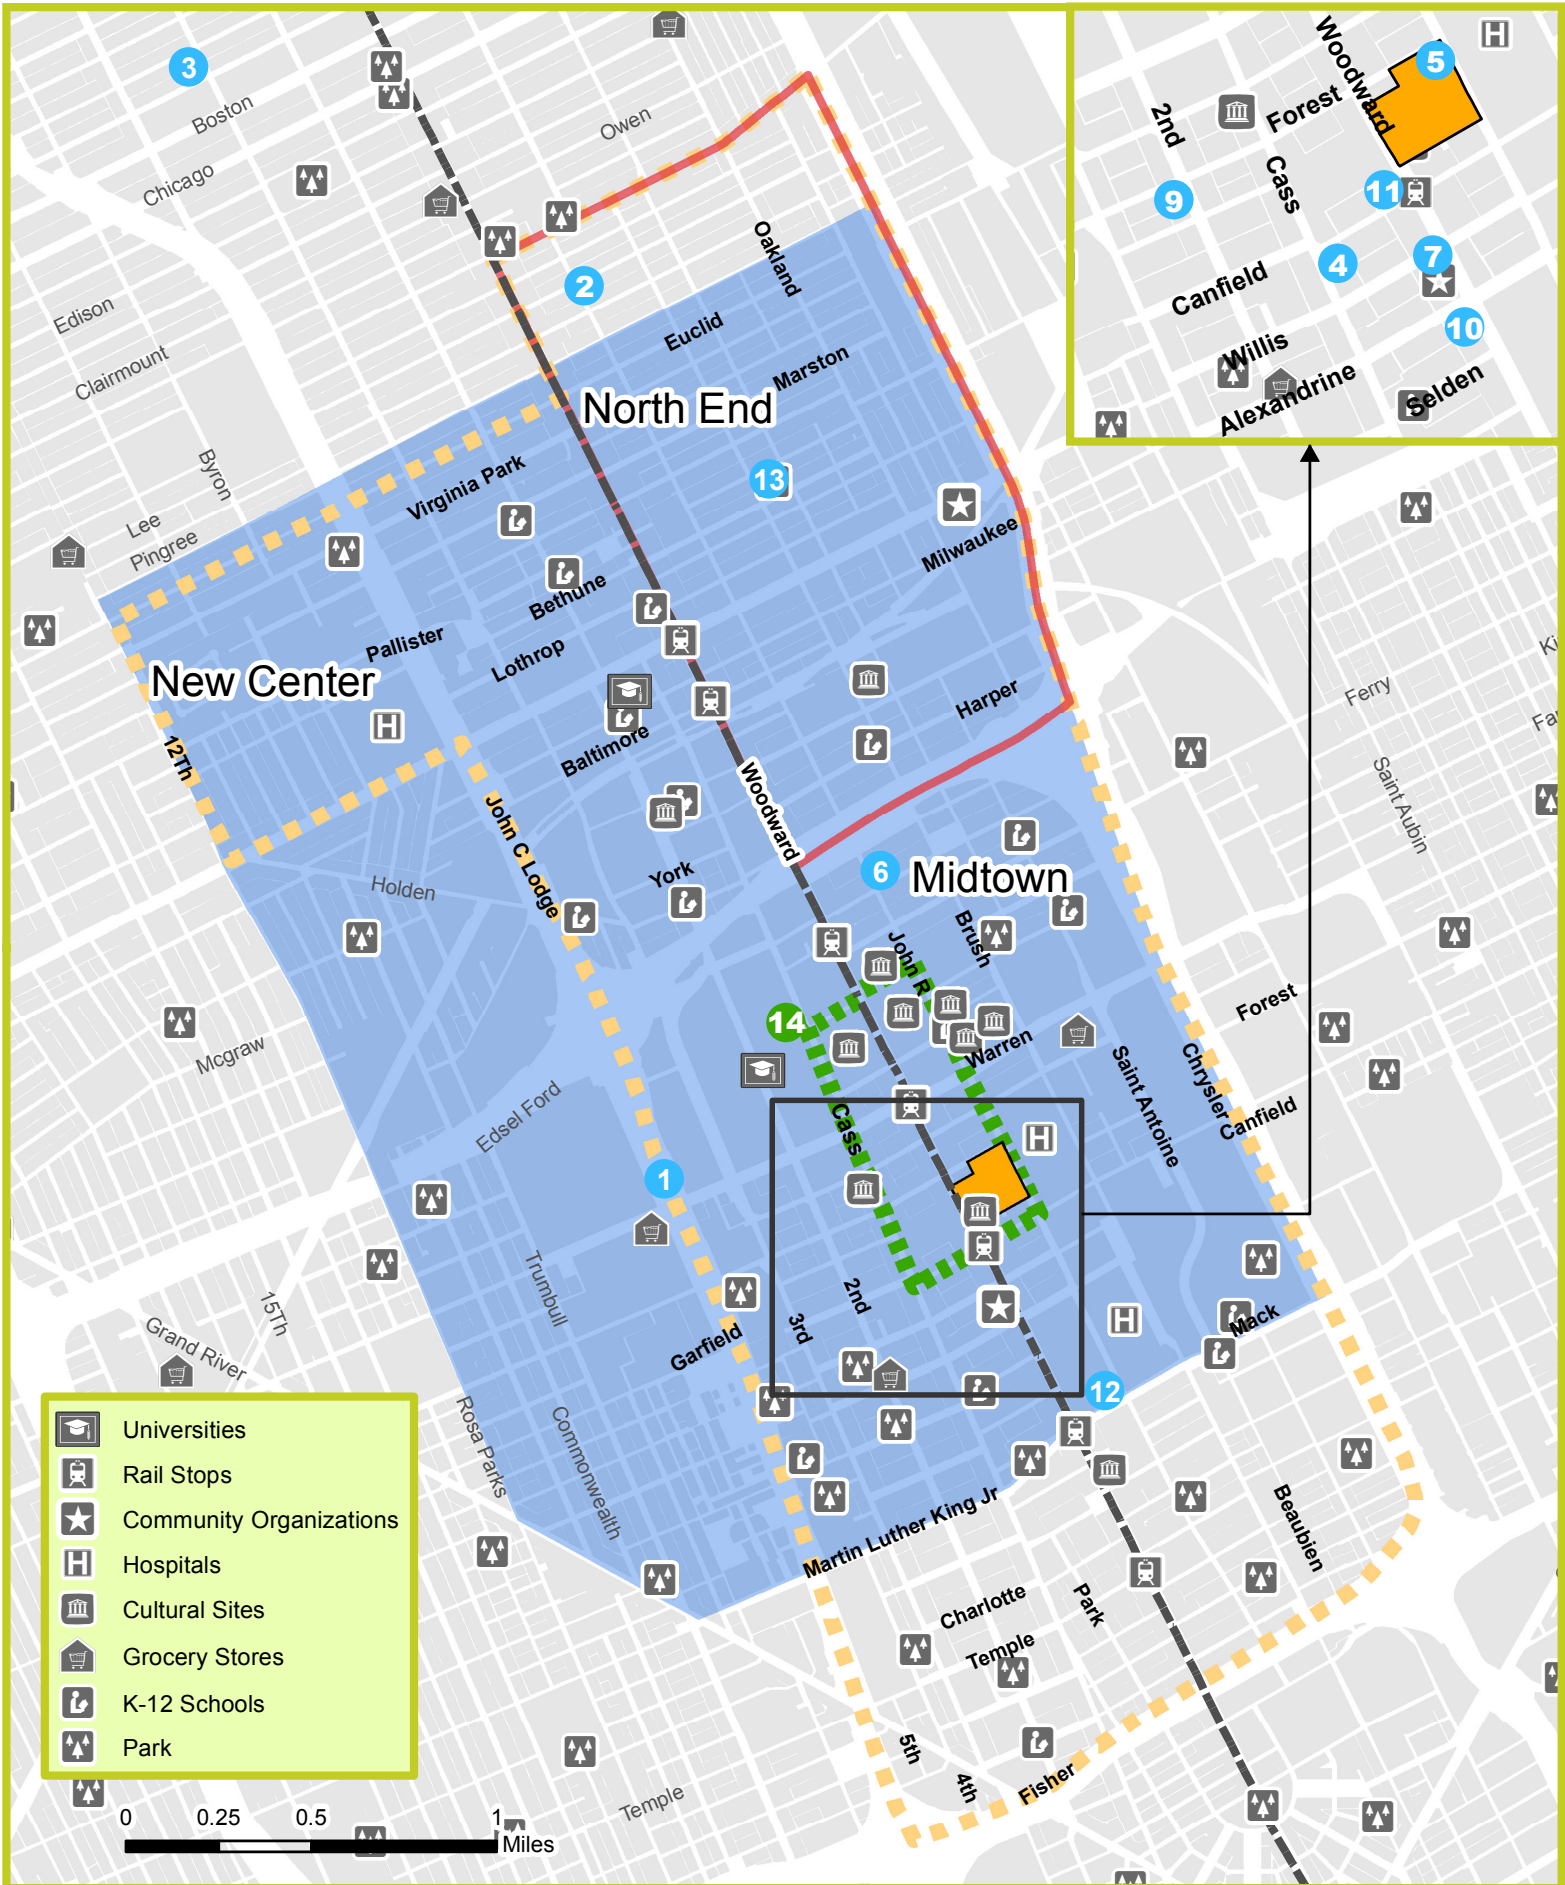 3
Boston
Chicago
Owen
Oakland
2
Edison
Clairmount
Euclid
Marston
North End
Byron
Virginia Park
13
Lee
Pingree
Milwaukee
Bethune
Pallister
Lothrop
New Center
H
Harper
12Th
Baltimore
Woodward
John C Lodge
6
Midtown
York
Holden
Brush
John R
14
Warren
Mcgraw
Edsel Ford
Cass
Saint Antoine
Chrysler
Forest
Canfield
H
1
Trumbull
15Th
Grand River
Garfield
2nd
3rd
H
Mack
12
Rosa Parks
Commonwealth
Martin Luther King Jr
Beaubien
Charlotte
Park
Temple
5th
4th
Fisher
Temple
Ferry
Saint Aubin
Ki
Fa
Woodward
5
H
2nd
Forest
Cass
9
11
4
7
Canfield
10
Willis
Alexandrine
Selden
Universities
Rail Stops
Community Organizations
H Hospitals
Cultural Sites
Grocery Stores
K-12 Schools
Park
0 0.25 0.5 1
Miles